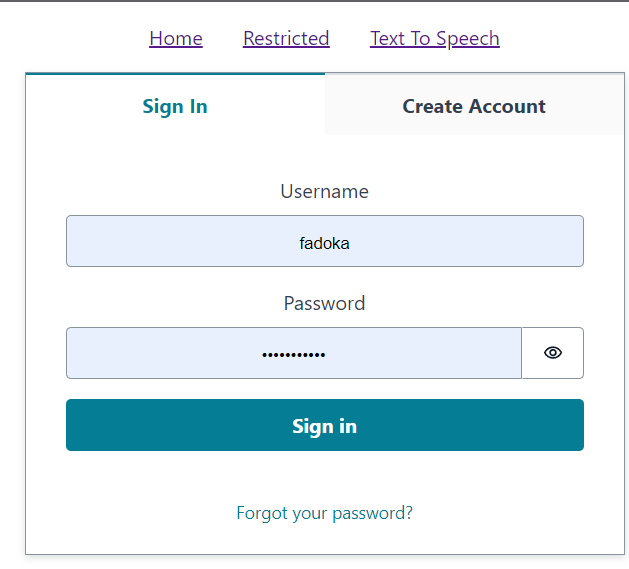 Home Restricted Text To Speech
Sign In Create Account
Username
fadoka
Password
•••••••••••
Sign in
Forgot your password?